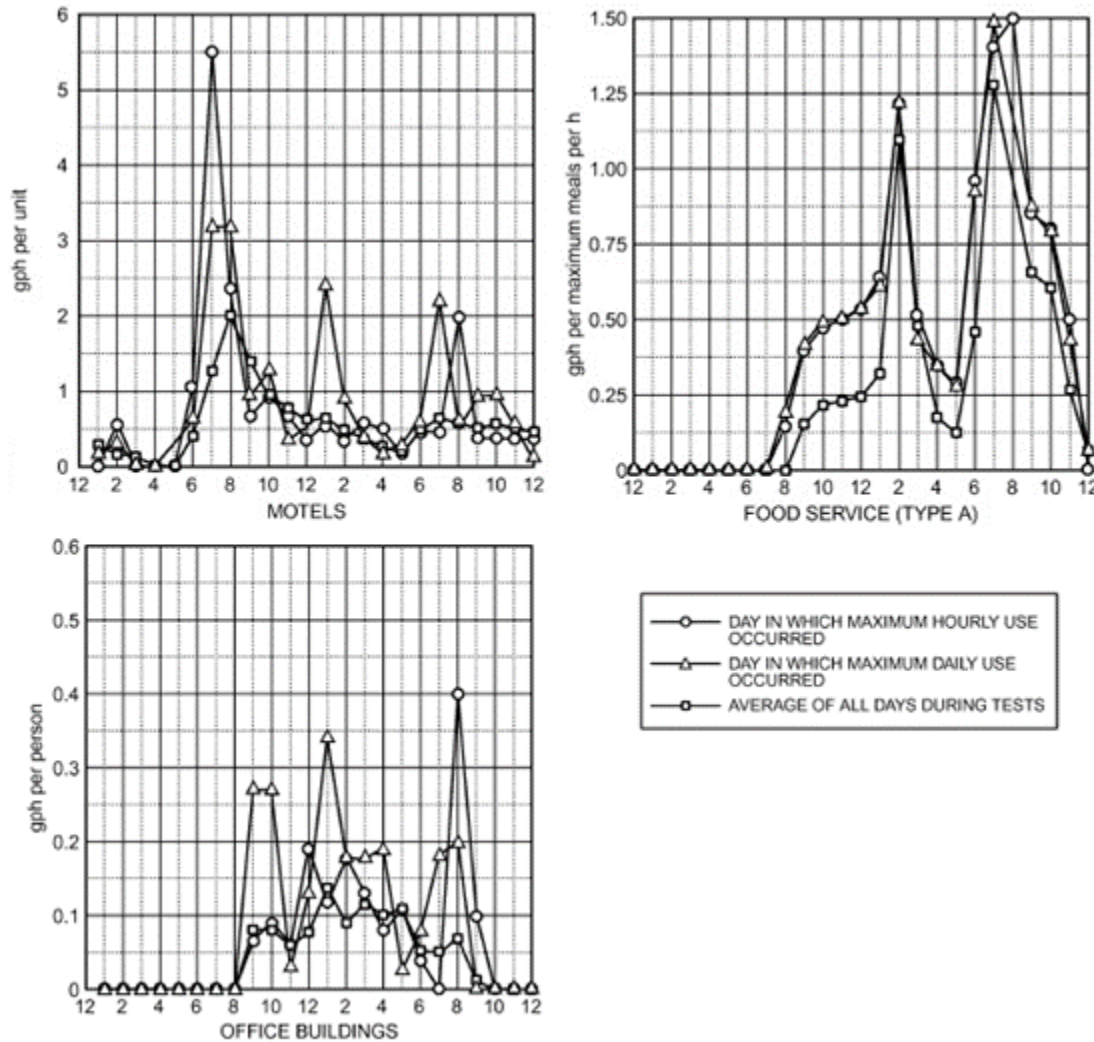 6
5
4
3
2
1
0
gph per unit
12 2 4 6 8 10 12 2 4 6 8 10 12
MOTELS
1.50
1.25
1.00
0.75
0.50
0.25
0
gph per maximum meals per h
12 2 4 6 8 10 12 2 4 6 8 10 12
FOOD SERVICE (TYPE A)
0.6
0.5
0.4
0.3
0.2
0.1
0
gph per person
12 2 4 6 8 10 12 2 4 6 8 10 12
OFFICE BUILDINGS
DAY IN WHICH MAXIMUM HOURLY USE
OCCURRED
DAY IN WHICH MAXIMUM DAILY USE
OCCURRED
AVERAGE OF ALL DAYS DURING TESTS